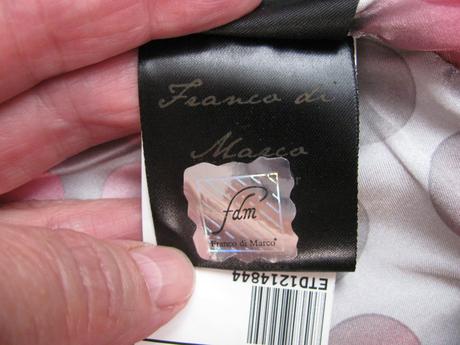 Franco di
Marco
fdm
Franco di Marco®
ETD1214844